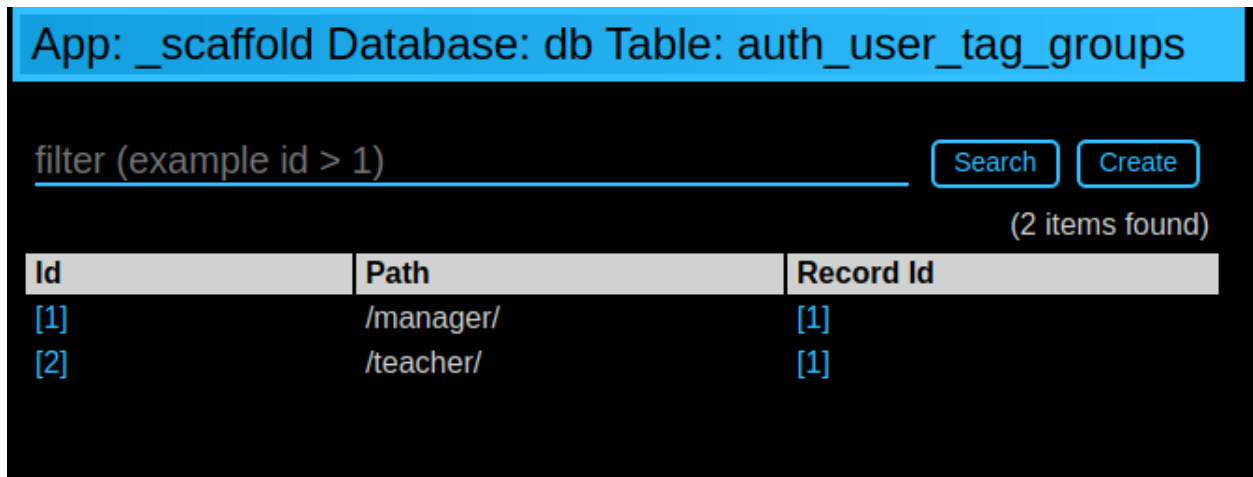 App: _scaffold Database: db Table: auth_user_tag_groups
filter (example id > 1) Search Create
(2 items found)
Id Path Record Id
[1] /manager/ [1]
[2] /teacher/ [1]